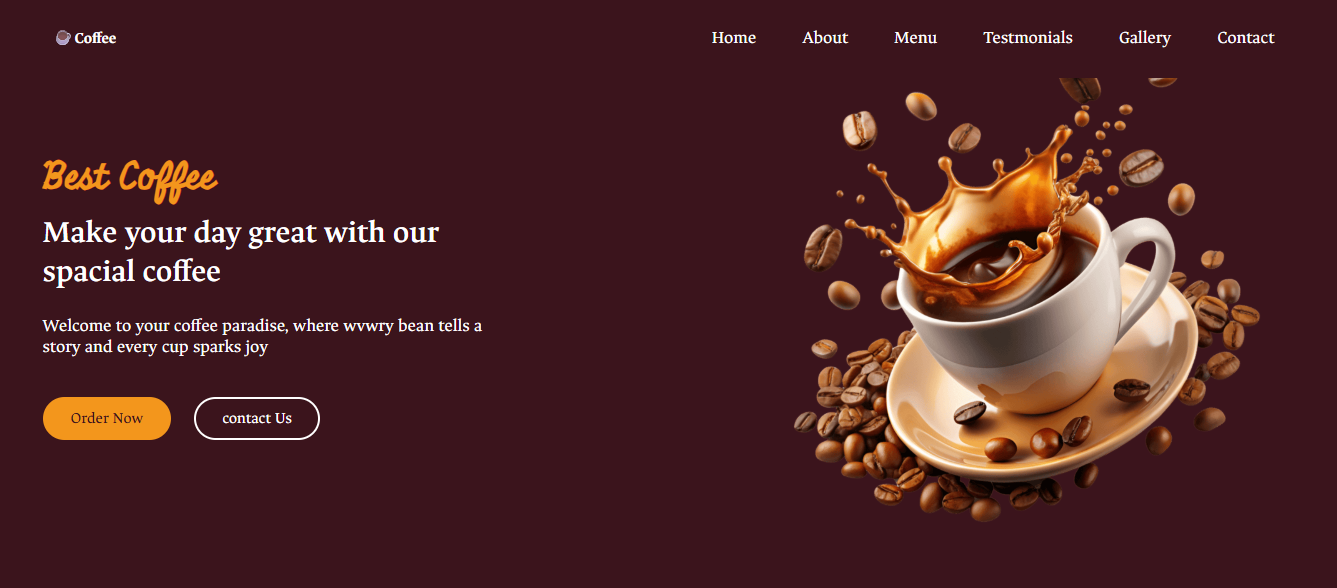 Coffee
Home About Menu Testmonials Gallery Contact
Best Coffee
Make your day great with our
spacial coffee
Welcome to your coffee paradise, where wvwry bean tells a
story and every cup sparks joy
Order Now contact Us